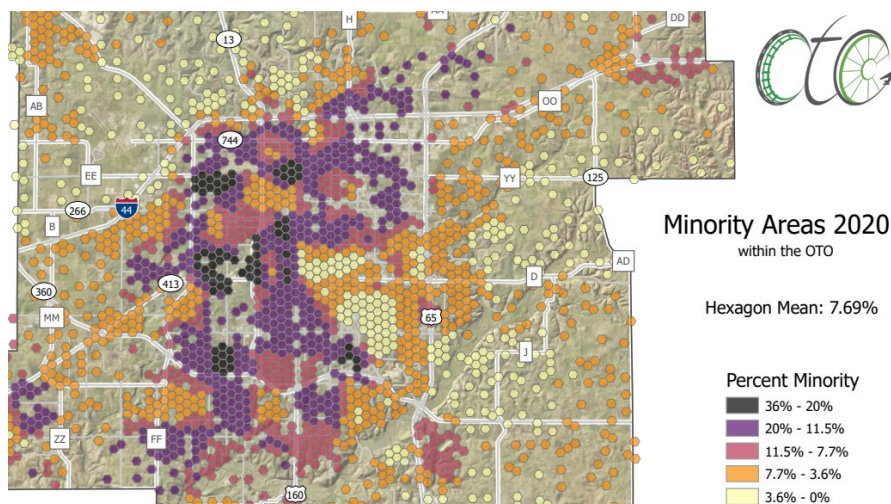 H
DD
13
AB
OO
744
EE
YY
125
266
44
B
Minority Areas 2020
within the OTO
AD
D
413
360
MM
65
Hexagon Mean: 7.69%
J
Percent Minority
36% - 20%
20% - 11.5%
11.5% - 7.7%
7.7% - 3.6%
3.6% - 0%
ZZ
FF
160